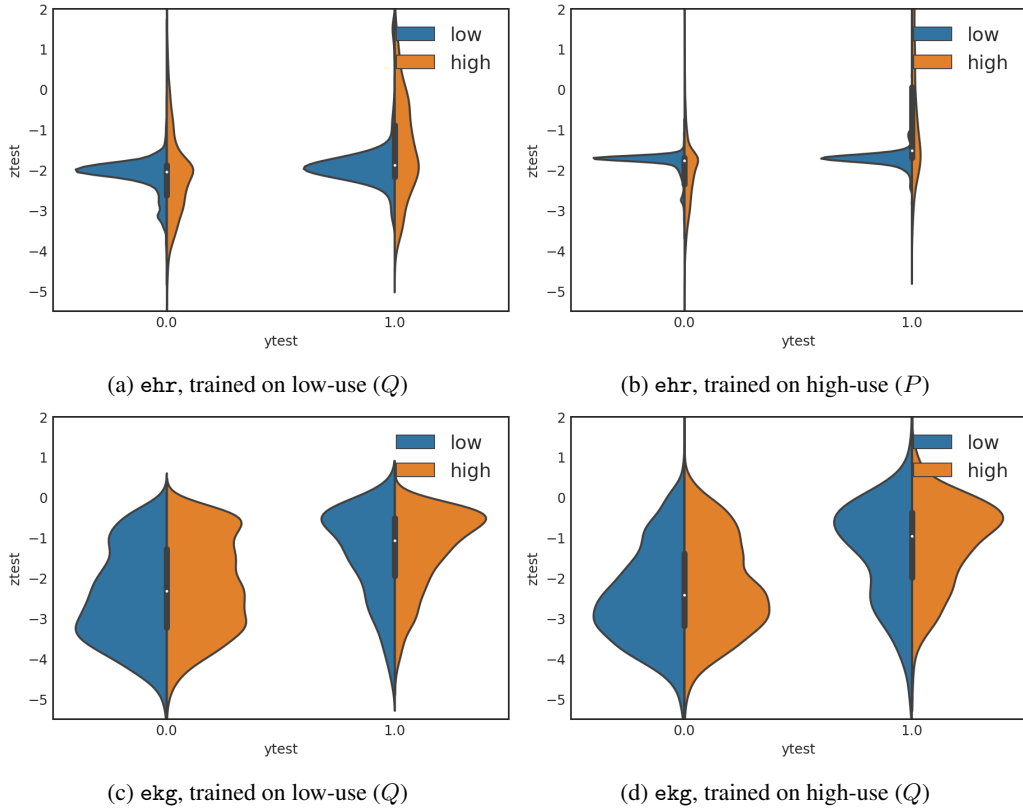 2
1
0
−1
−2
−3
−4
−5
ztest
low
high
0.0 1.0
ytest
(a) ehr, trained on low-use (Q)
2
1
0
−1
−2
−3
−4
−5
ztest
low
high
0.0 1.0
ytest
(b) ehr, trained on high-use (P)
2
1
0
−1
−2
−3
−4
−5
ztest
low
high
0.0 1.0
ytest
(c) ekg, trained on low-use (Q)
2
1
0
−1
−2
−3
−4
−5
ztest
low
high
0.0 1.0
ytest
(d) ekg, trained on high-use (Q)